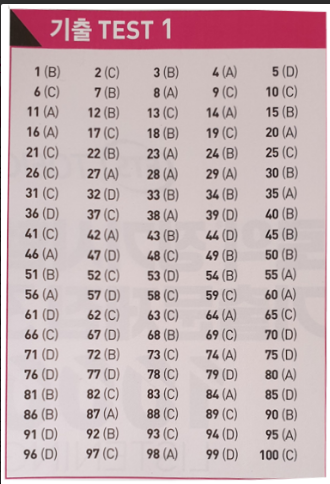 기출 TEST 1
1 (B) 2 (C) 3 (B) 4 (A) 5 (D)
6 (C) 7 (B) 8 (A) 9 (C) 10 (C)
11 (A) 12 (B) 13 (C) 14 (A) 15 (B)
16 (A) 17 (C) 18 (B) 19 (C) 20 (A)
21 (C) 22 (B) 23 (A) 24 (B) 25 (C)
26 (C) 27 (A) 28 (A) 29 (A) 30 (B)
31 (C) 32 (D) 33 (B) 34 (B) 35 (A)
36 (D) 37 (C) 38 (A) 39 (D) 40 (B)
41 (C) 42 (A) 43 (B) 44 (D) 45 (B)
46 (A) 47 (D) 48 (C) 49 (B) 50 (B)
51 (B) 52 (C) 53 (D) 54 (B) 55 (A)
56 (A) 57 (D) 58 (C) 59 (C) 60 (A)
61 (D) 62 (C) 63 (C) 64 (A) 65 (C)
66 (C) 67 (D) 68 (B) 69 (C) 70 (D)
71 (D) 72 (B) 73 (C) 74 (A) 75 (D)
76 (D) 77 (D) 78 (C) 79 (D) 80 (A)
81 (B) 82 (C) 83 (C) 84 (A) 85 (D)
86 (B) 87 (A) 88 (C) 89 (C) 90 (B)
91 (D) 92 (B) 93 (C) 94 (D) 95 (A)
96 (D) 97 (C) 98 (A) 99 (D) 100 (C)